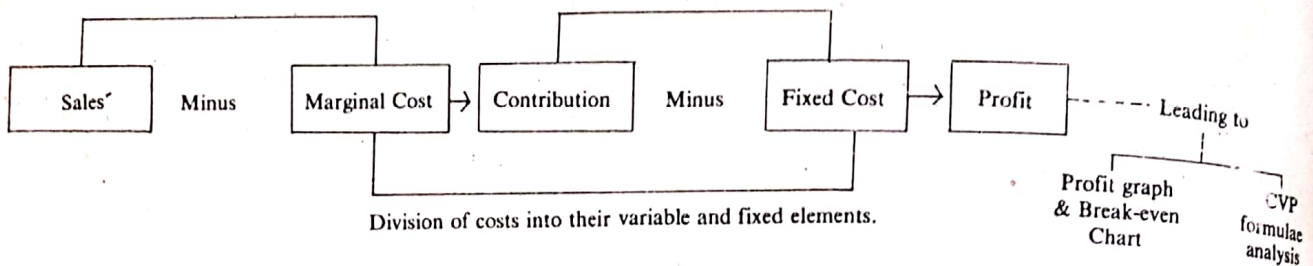 Sales Minus Marginal Cost Contribution Minus Fixed Cost Profit Leading to
Profit graph
& Break-even
Chart
CVP
formulae
analysis
Division of costs into their variable and fixed elements.